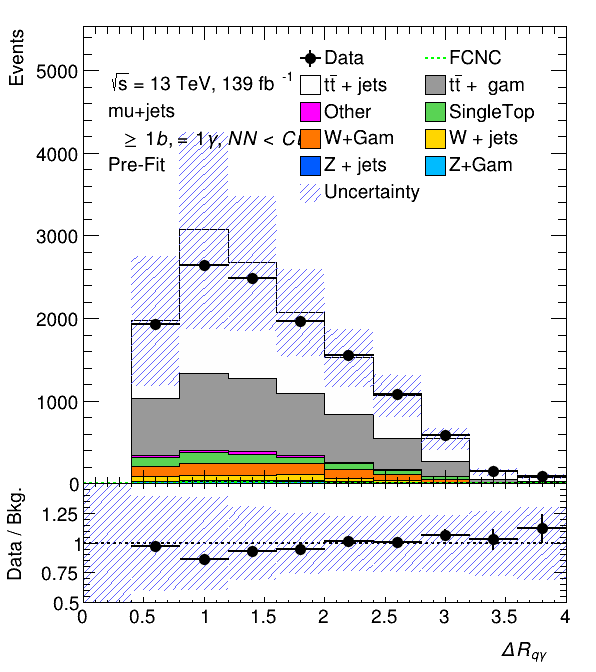 Events
5000
4000
3000
2000
1000
0
√s = 13 TeV, 139 fb -1
mu+jets
≥ 1b, = 1γ, NN <
Pre-Fit
Data
FCNC
tt̄ + jets
tt̄ + gam
Other
SingleTop
W+Gam
W + jets
Z + jets
Z+Gam
Uncertainty
Data / Bkg.
1.25
1
0.75
0.5
0 0.5 1 1.5 2 2.5 3 3.5 4
ΔR qγ